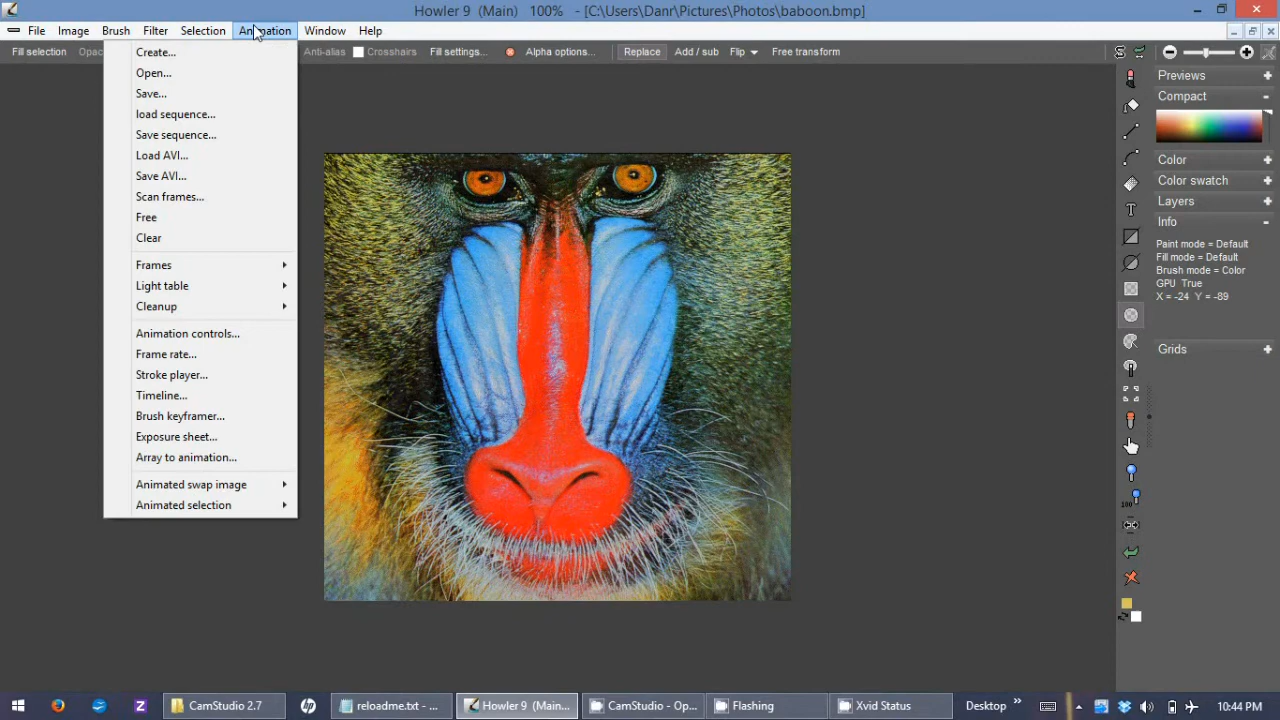 Howler 9 (Main) 100% - [C:\Users\Danr\Pictures\Photos\baboon.bmp]
File Image Brush Filter Selection Animation Window Help
Fill selection Opac Anti-alias Crosshairs Fill settings... Alpha options... Replace Add / sub Flip Free transform
Create...
Open...
Save...
load sequence...
Save sequence...
Load AVI...
Save AVI...
Scan frames...
Free
Clear
Frames
Light table
Cleanup
Animation controls...
Frame rate...
Stroke player...
Timeline...
Brush keyframer...
Exposure sheet...
Array to animation...
Animated swap image
Animated selection
Previews
Compact
Color
Color swatch
Layers
Info
Paint mode = Default
Fill mode = Default
Brush mode = Color
GPU True
X = -24 Y = -89
Grids
T
100
CamStudio 2.7
reloadme.txt - ...
Howler 9 (Main...
CamStudio - Op...
Flashing
Xvid Status
Desktop
10:44 PM